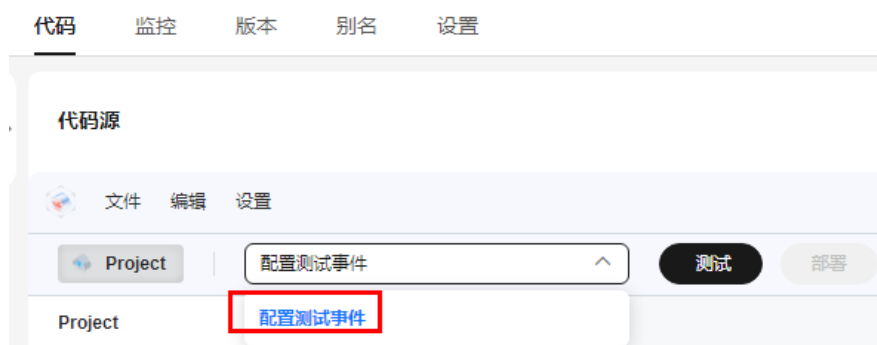 代码 监控 版本 别名 设置
代码源
文件 编辑 设置
Project 配置测试事件 测试 部署
Project 配置测试事件